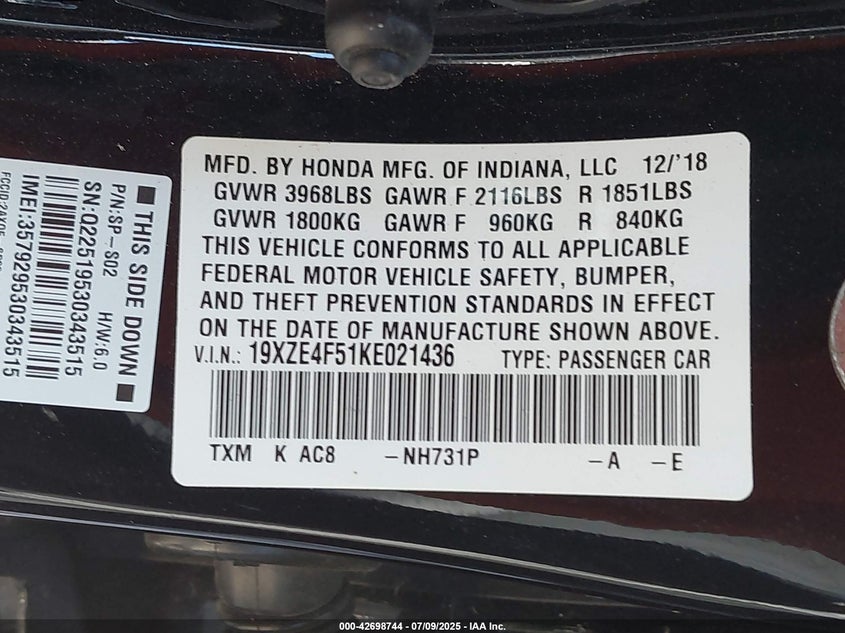 MFD. BY HONDA MFG. OF INDIANA, LLC 12/'18
GVWR 3968LBS GAWR F 2116LBS R 1851LBS
GVWR 1800KG GAWR F 960KG R 840KG
THIS VEHICLE CONFORMS TO ALL APPLICABLE
FEDERAL MOTOR VEHICLE SAFETY, BUMPER,
AND THEFT PREVENTION STANDARDS IN EFFECT
ON THE DATE OF MANUFACTURE SHOWN ABOVE.
V.I.N.: 19XZE4F51KE021436 TYPE: PASSENGER CAR
TXM K AC8 -NH731P -A -E
THIS SIDE DOWN
P/N:SP-S02 H/W:6.0
SN:Q22519530343515
IMEI:357929530343515
000-42698744 / 07/09/2025 - IAA Inc.